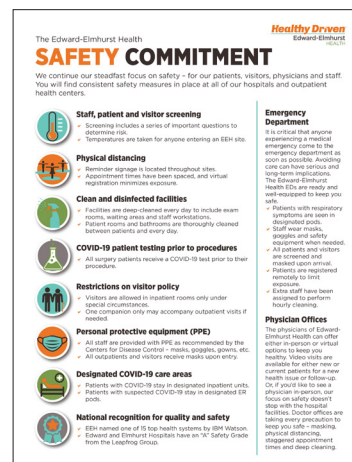 Healthy Driven
Edward-Elmhurst
HEALTH
The Edward-Elmhurst Health
SAFETY COMMITMENT
We continue our steadfast focus on safety – for our patients, visitors, physicians and staff.
You will find consistent safety measures in place at all of our hospitals and outpatient
health centers.
Staff, patient and visitor screening
Screening includes a series of important questions to
determine risk.
Temperatures are taken for anyone entering an EEH site.
Physical distancing
Reminder signage is located throughout sites.
Appointment times have been spaced, and virtual
registration minimizes exposure.
Clean and disinfected facilities
Facilities are deep-cleaned every day to include exam
rooms, waiting areas and staff workstations.
Patient rooms and bathrooms are thoroughly cleaned
between patients and every day.
COVID-19 patient testing prior to procedures
All surgery patients receive a COVID-19 test prior to their
procedure.
Restrictions on visitor policy
Visitors are allowed in inpatient rooms only under
special circumstances.
One companion only may accompany outpatient visits if
needed.
Personal protective equipment (PPE)
All staff are provided with PPE as recommended by the
Centers for Disease Control – masks, goggles, gowns, etc.
All outpatients and visitors receive masks upon entry.
Designated COVID-19 care areas
Patients with COVID-19 stay in designated inpatient units.
Patients with suspected COVID-19 stay in designated ER
pods.
National recognition for quality and safety
EEH named one of 15 top health systems by IBM Watson.
Edward and Elmhurst Hospitals have an "A" Safety Grade
from the Leapfrog Group.
Emergency
Department
It is critical that anyone
experiencing a medical
emergency come to the
emergency department as
soon as possible. Avoiding
care can have serious and
long-term implications.
The Edward-Elmhurst
Health EDs are ready and
well-equipped to keep you
safe.
Patients with respiratory
symptoms are seen in
designated pods.
Staff wear masks,
goggles and safety
equipment when needed.
All patients and visitors
are screened and
masked upon arrival.
Patients are registered
remotely to limit
exposure.
Extra staff have been
assigned to perform
hourly cleaning.
Physician Offices
The physicians of Edward-
Elmhurst Health can offer
either in-person or virtual
options to keep you
healthy. Video visits are
available for either new or
current patients for a new
health issue or follow-up.
Or, if you'd like to see a
physician in-person, our
focus on safety doesn't
stop with the hospital
facilities. Doctor offices are
taking every precaution to
keep you safe – masking,
physical distancing,
staggered appointment
times and deep cleaning.